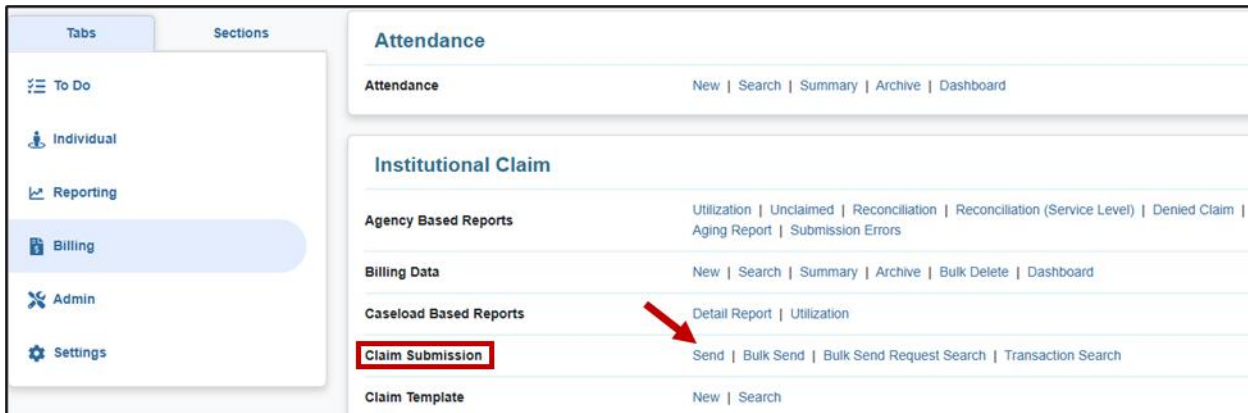 Tabs Sections
To Do
Individual
Reporting
Billing
Admin
Settings
Attendance
Attendance New | Search | Summary | Archive | Dashboard
Institutional Claim
Agency Based Reports Utilization | Unclaimed | Reconciliation | Reconciliation (Service Level) | Denied Claim |
Aging Report | Submission Errors
Billing Data New | Search | Summary | Archive | Bulk Delete | Dashboard
Caseload Based Reports Detail Report | Utilization
Claim Submission Send | Bulk Send | Bulk Send Request Search | Transaction Search
Claim Template New | Search